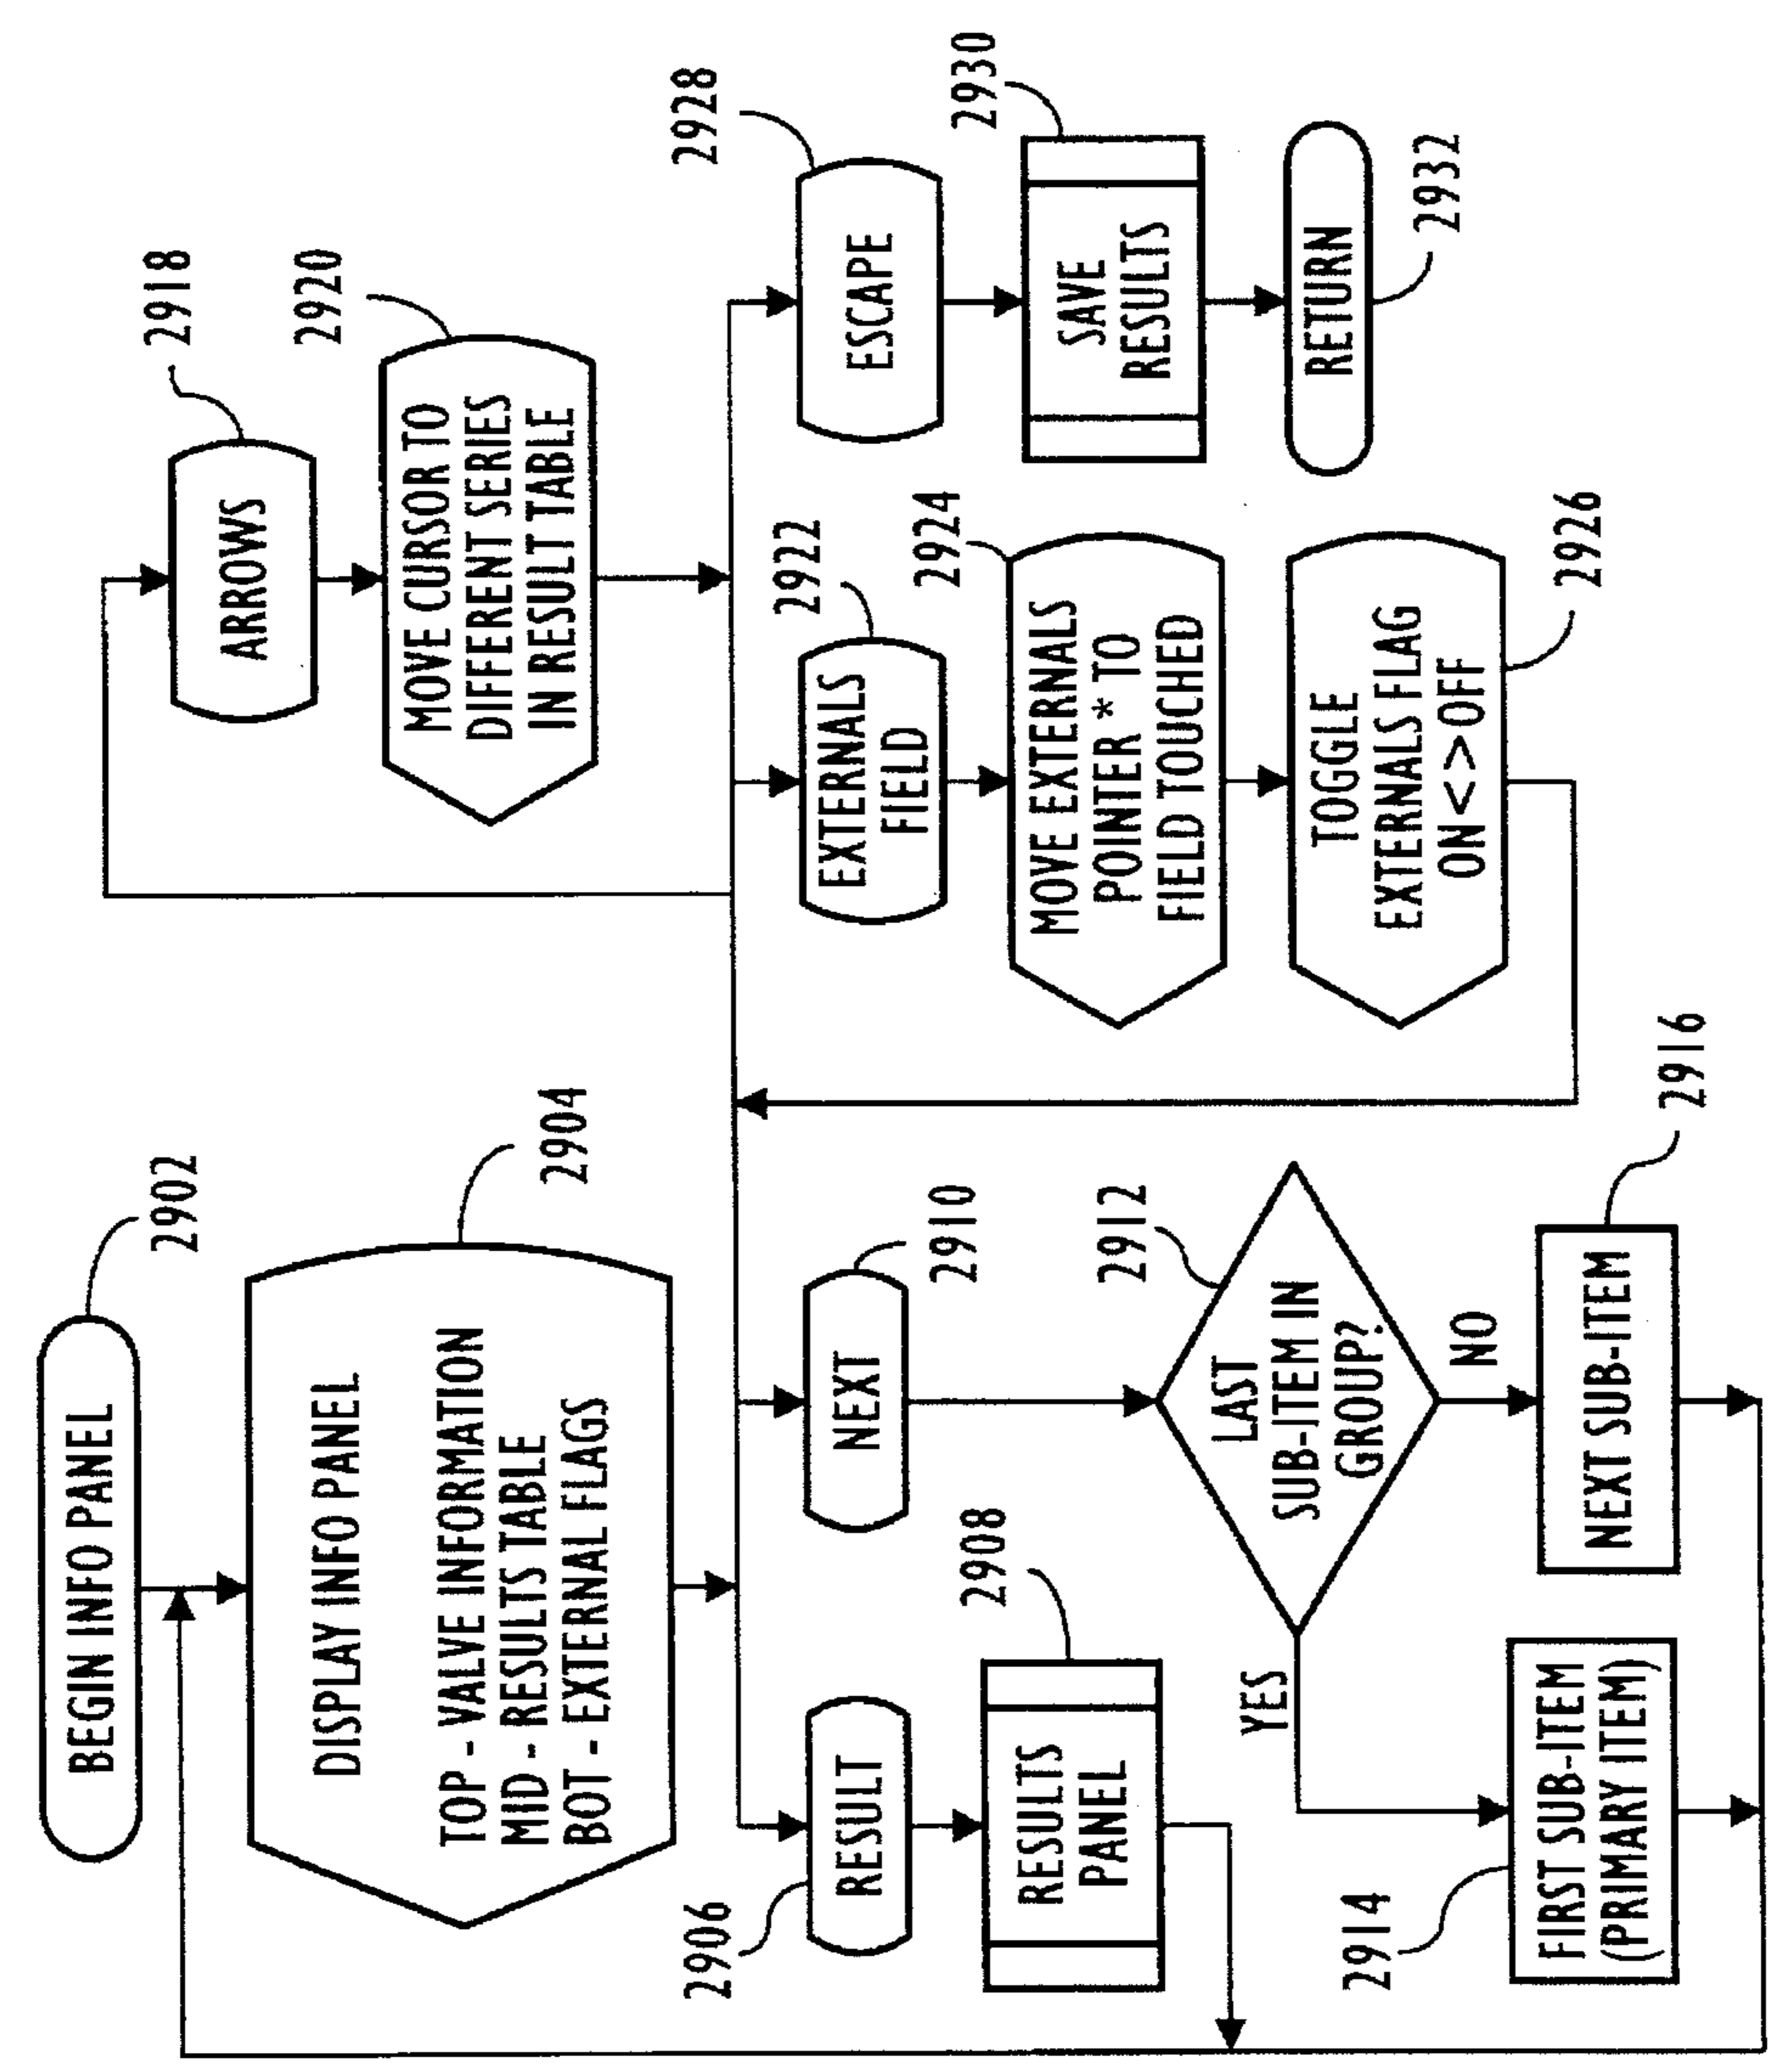 BEGIN INFO PANEL
2902
DISPLAY INFO PANEL
TOP - VALVE INFORMATION
MID - RESULTS TABLE
BOT - EXTERNAL FLAGS
2904
ARROWS
2918
MOVE CURSOR TO
DIFFERENT SERIES
IN RESULT TABLE
2920
2906
RESULT
RESULTS
PANEL
2908
NEXT
2910
LAST
SUB-ITEM IN
GROUP?
2912
YES
NO
2914
FIRST SUB-ITEM
(PRIMARY ITEM)
NEXT SUB-ITEM
2916
EXTERNALS
FIELD
2922
MOVE EXTERNALS
POINTER * TO
FIELD TOUCHED
2924
TOGGLE
EXTERNALS FLAG
ON<>OFF
2926
ESCAPE
2928
SAVE
RESULTS
2930
RETURN
2932